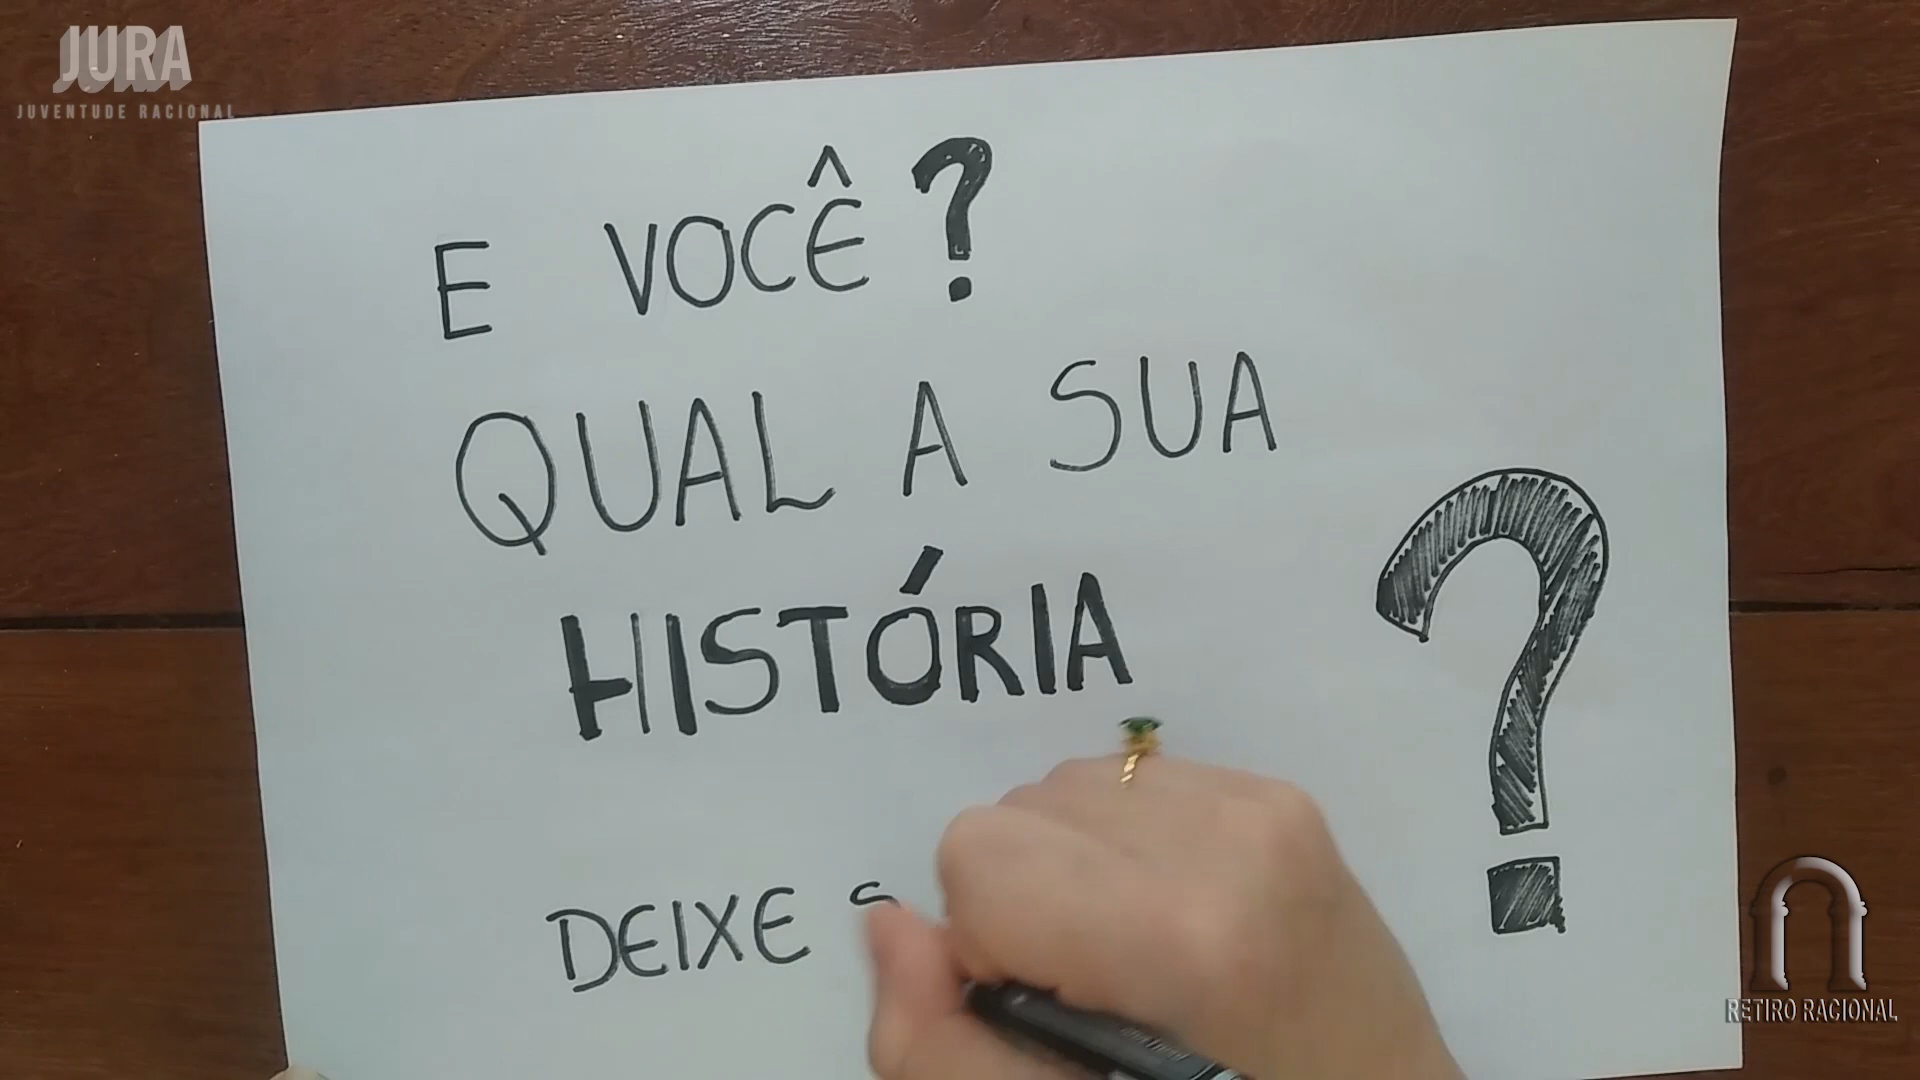 JURA
JUVENTUDE RACIONAL
E VOCÊ?
QUAL A SUA
HISTÓRIA ?
DEIXE S
RETIRO RACIONAL